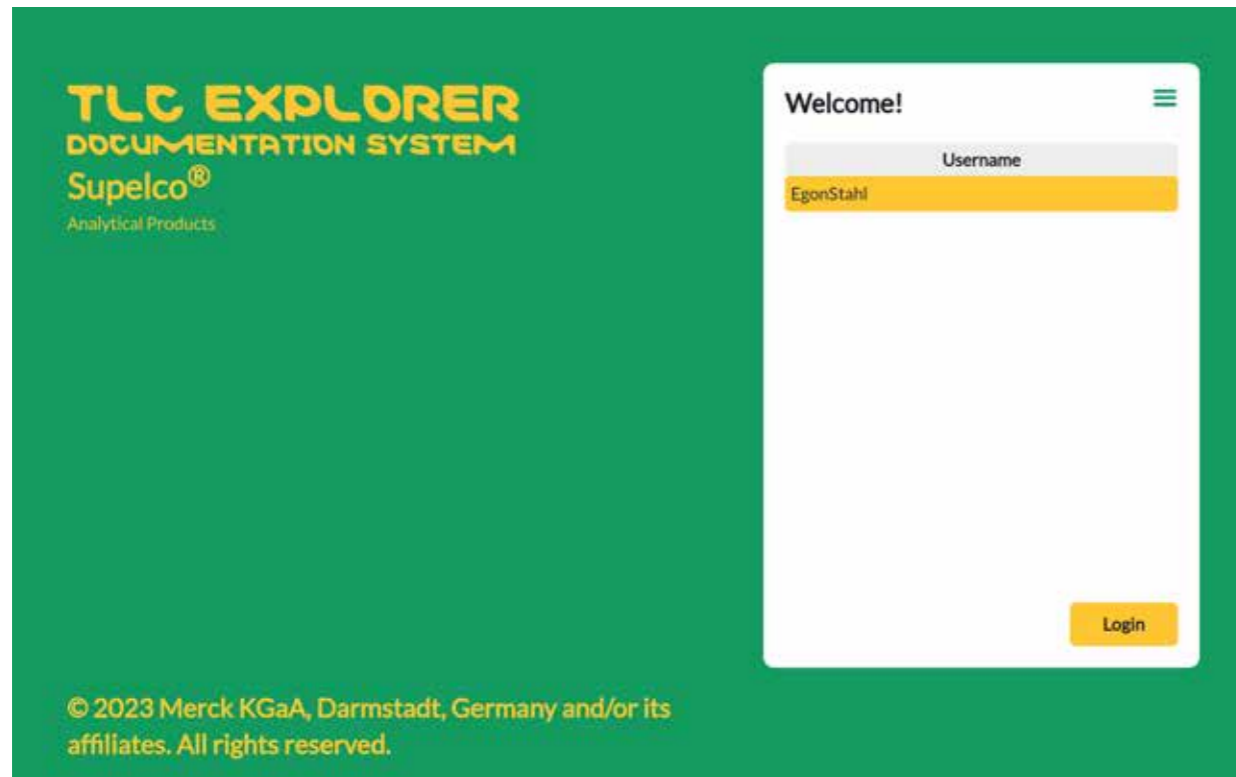 TLC EXPLORER
DOCUMENTATION SYSTEM
Supelco®
Analytical Products
Welcome!
Username
EgonStahl
Login
© 2023 Merck KGaA, Darmstadt, Germany and/or its
affiliates. All rights reserved.